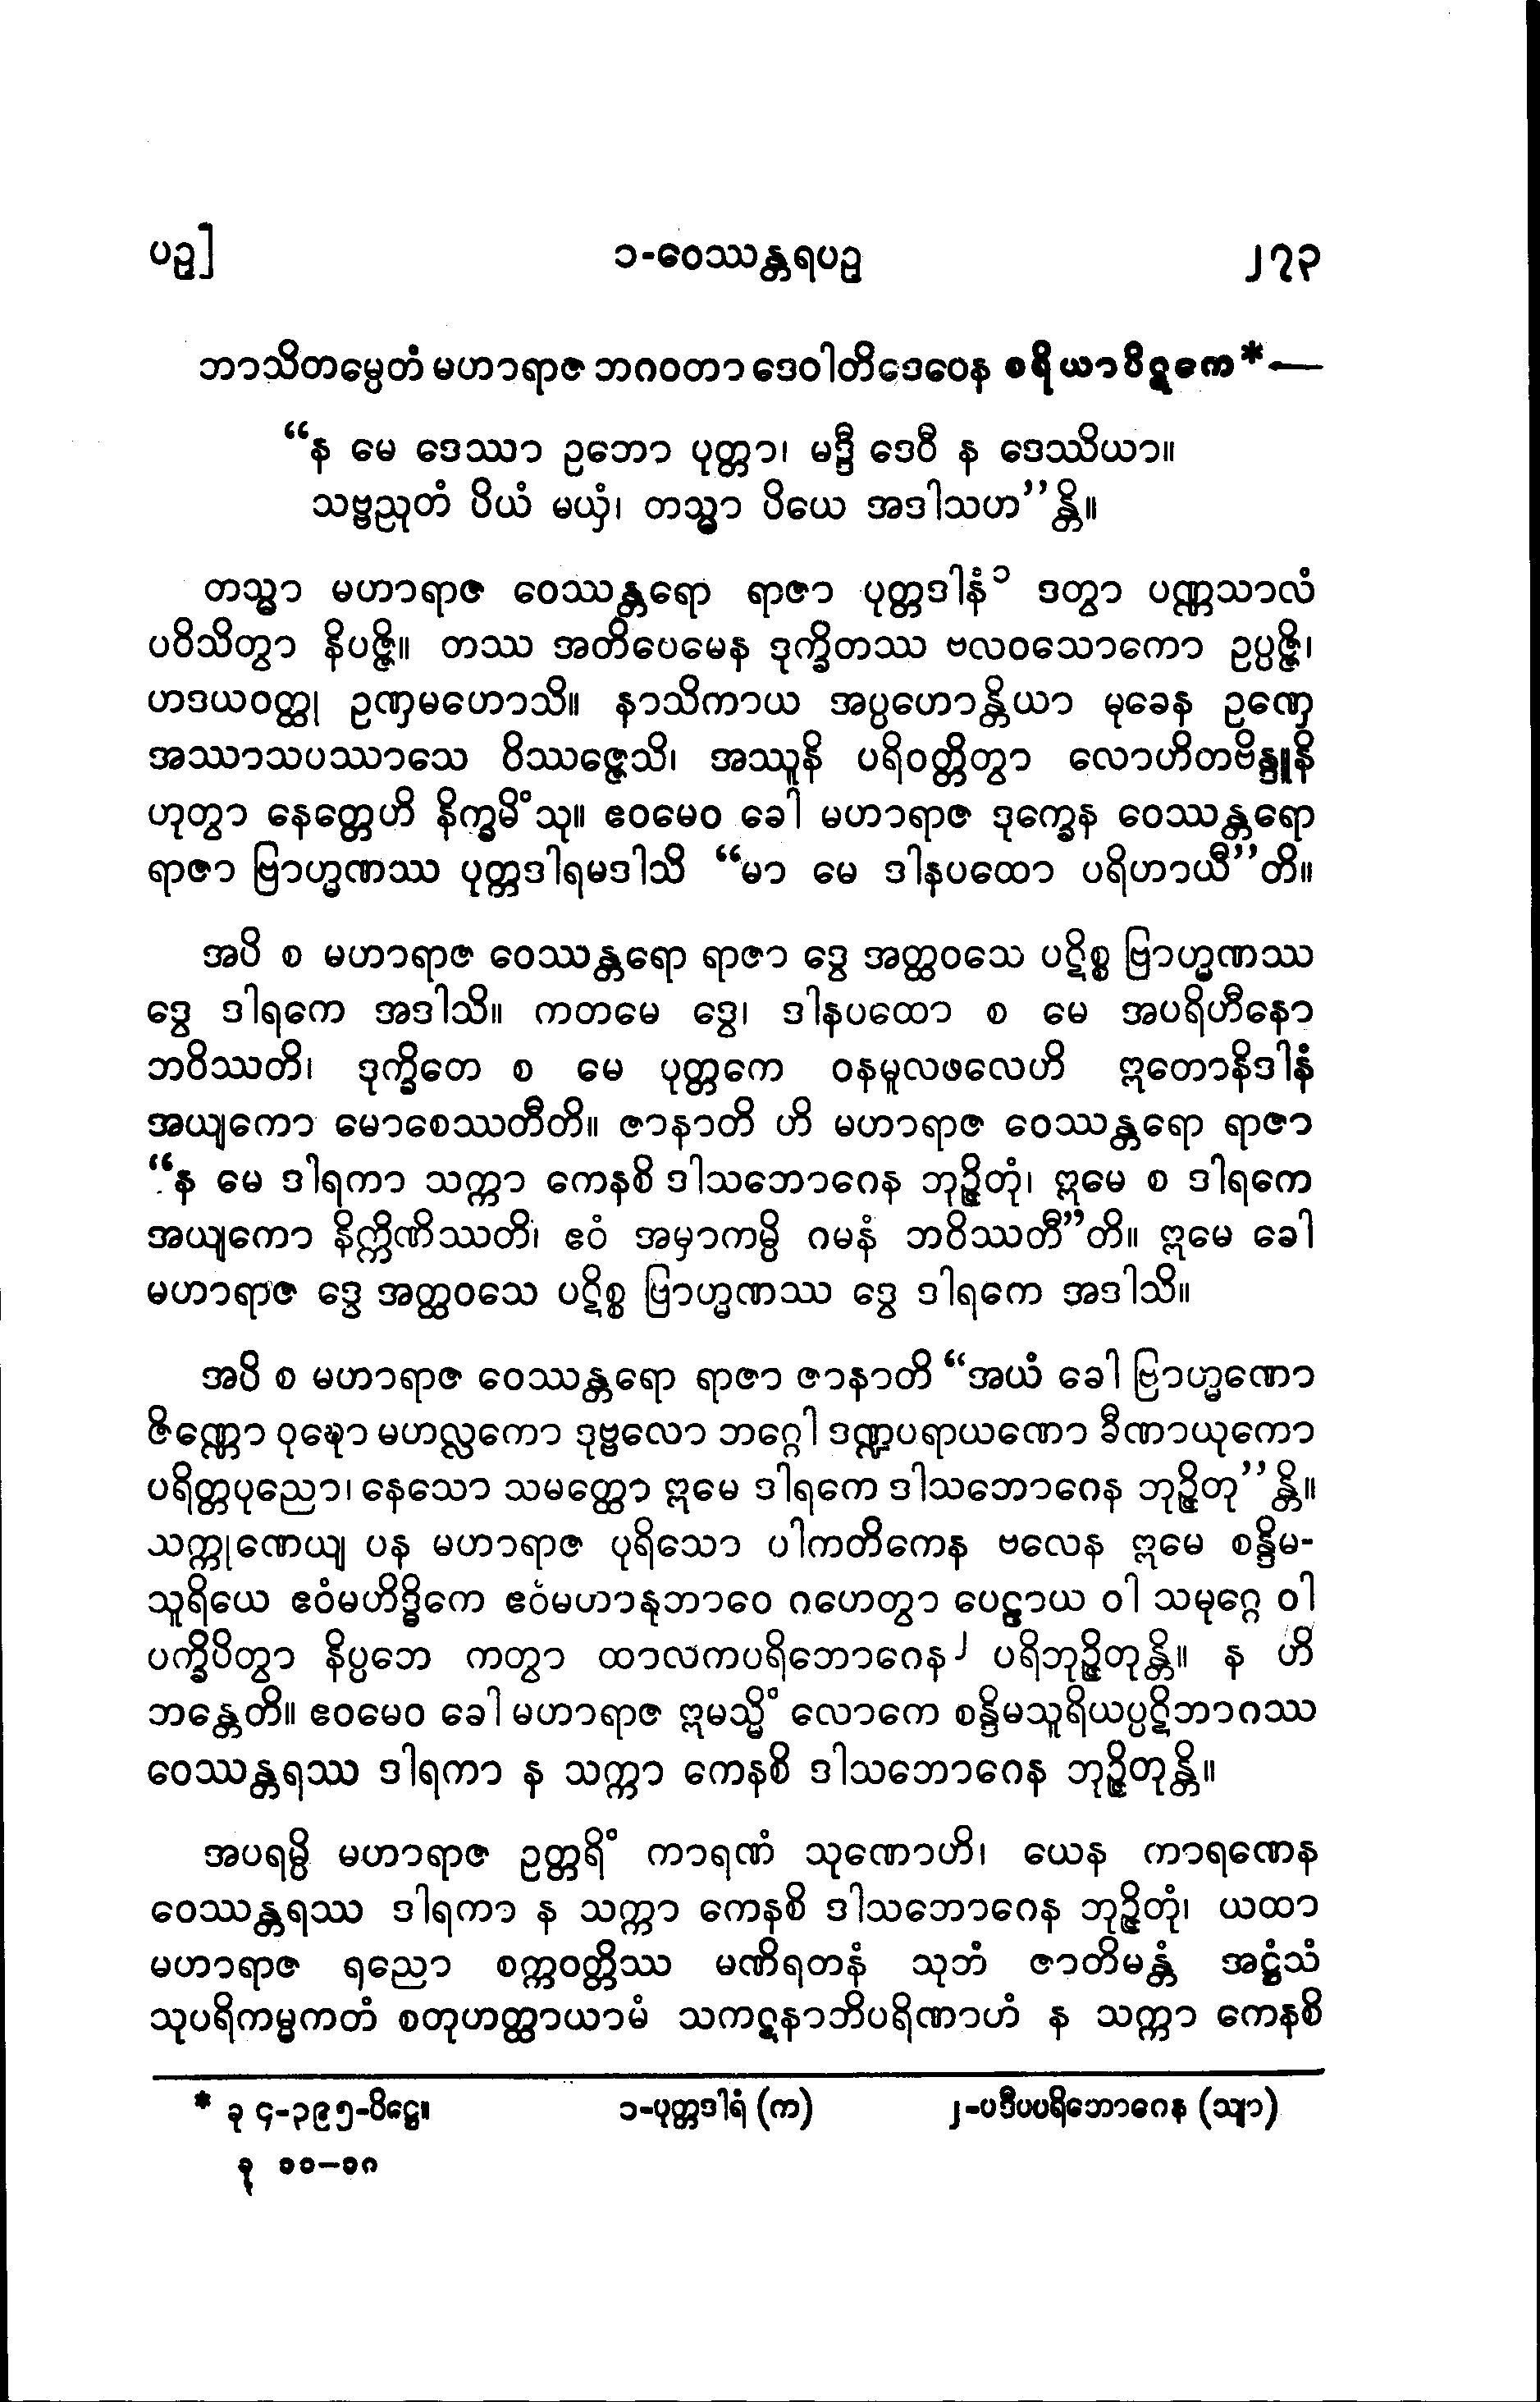 ပဥှ] ၁-ဝေဿန္တရပဥှ ၂၇၃
ဘာသိတမ္ပေတံ မဟာရာဇ ဘဂဝတာ ဒေဝါတိဒေဝေန စရိယာပိဋကေ*—
“န မေ ဒေဿာ ဥဘော ပုတ္တာ၊ မဒ္ဒီ ဒေဝီ န ဒေဿိယာ။
သဗ္ဗညုတံ ပိယံ မယှံ၊ တသ္မာ ပိယေ အဒါသဟ”န္တိ။
တသ္မာ မဟာရာဇ ဝေဿန္တရော ရာဇာ ပုတ္တဒါနံ၁ ဒတွာ ပဏ္ဏသာလံ
ပဝိသိတွာ နိပဇ္ဇိ။ တဿ အတိပေမေန ဒုက္ခိတဿ ဗလဝသောကော ဥပ္ပဇ္ဇိ၊
ဟဒယဝတ္ထု ဥဏှမဟောသိ။ နာသိကာယ အပ္ပဟောန္တိယာ မုခေန ဥဏှေ
အဿာသပဿာသေ ဝိဿဇ္ဇေသိ၊ အဿူနိ ပရိဝတ္တိတွာ လောဟိတဗိန္ဒူနိ
ဟုတွာ နေတ္တေဟိ နိက္ခမိံသု။ ဧဝမေဝ ခေါ မဟာရာဇ ဒုက္ခေန ဝေဿန္တရော
ရာဇာ ဗြာဟ္မဏဿ ပုတ္တဒါရမဒါသိ “မာ မေ ဒါနပထော ပရိဟာယီ”တိ။
အပိ စ မဟာရာဇ ဝေဿန္တရော ရာဇာ ဒွေ အတ္ထဝသေ ပဋိစ္စ ဗြာဟ္မဏဿ
ဒွေ ဒါရကေ အဒါသိ။ ကတမေ ဒွေ၊ ဒါနပထော စ မေ အပရိဟီနော
ဘဝိဿတိ၊ ဒုက္ခိတေ စ မေ ပုတ္တကေ ဝနမူလဖလေဟိ ဣတောနိဒါနံ
အယျကော မောစေဿတီတိ။ ဇာနာတိ ဟိ မဟာရာဇ ဝေဿန္တရော ရာဇာ
“န မေ ဒါရကာ သက္ကာ ကေနစိ ဒါသဘောဂေန ဘုဉ္ဇိတုံ၊ ဣမေ စ ဒါရကေ
အယျကော နိက္ကိဏိဿတိ၊ ဧဝံ အမှာကမ္ပိ ဂမနံ ဘဝိဿတီ”တိ။ ဣမေ ခေါ
မဟာရာဇ ဒွေ အတ္ထဝသေ ပဋိစ္စ ဗြာဟ္မဏဿ ဒွေ ဒါရကေ အဒါသိ။
အပိ စ မဟာရာဇ ဝေဿန္တရော ရာဇာ ဇာနာတိ “အယံ ခေါ ဗြာဟ္မဏော
ဇိဏ္ဏော ဝုဍ္ဎော မဟလ္လကော ဒုဗ္ဗလော ဘဂ္ဂေါ ဒဏ္ဍပရာယဏော ခီဏာယုကော
ပရိတ္တပုညော၊ နေသော သမတ္ထော ဣမေ ဒါရကေ ဒါသဘောဂေန ဘုဉ္ဇိတု”န္တိ။
သက္ကုဏေယျ ပန မဟာရာဇ ပုရိသော ပါကတိကေန ဗလေန ဣမေ စန္ဒိမ-
သူရိယေ ဧဝံမဟိဒ္ဓိကေ ဧဝံမဟာနုဘာဝေ ဂဟေတွာ ပေဠာယ ဝါ သမုဂ္ဂေ ဝါ
ပက္ခိပိတွာ နိပ္ပဘေ ကတွာ ထာလကပရိဘောဂေန၂ ပရိဘုဉ္ဇိတုန္တိ။ န ဟိ
ဘန္တေတိ။ ဧဝမေဝ ခေါ မဟာရာဇ ဣမသ္မိံ လောကေ စန္ဒိမသူရိယပ္ပဋိဘာဂဿ
ဝေဿန္တရဿ ဒါရကာ န သက္ကာ ကေနစိ ဒါသဘောဂေန ဘုဉ္ဇိတုန္တိ။
အပရမ္ပိ မဟာရာဇ ဥတ္တရိံ ကာရဏံ သုဏောဟိ၊ ယေန ကာရဏေန
ဝေဿန္တရဿ ဒါရကာ န သက္ကာ ကေနစိ ဒါသဘောဂေန ဘုဉ္ဇိတုံ၊ ယထာ
မဟာရာဇ ရညော စက္ကဝတ္တိဿ မဏိရတနံ သုဘံ ဇာတိမန္တံ အဋ္ဌံသံ
သုပရိကမ္မကတံ စတုဟတ္ထာယာမံ သကဋနာဘိပရိဏာဟံ န သက္ကာ ကေနစိ
* ခု ၄-၃၉၅-ပိဋ္ဌေ။ ၁-ပုတ္တဒါရံ (က) ၂-ပဒီပပရိဘောဂေန (သျာ)
ခု ၁၁—၁၈